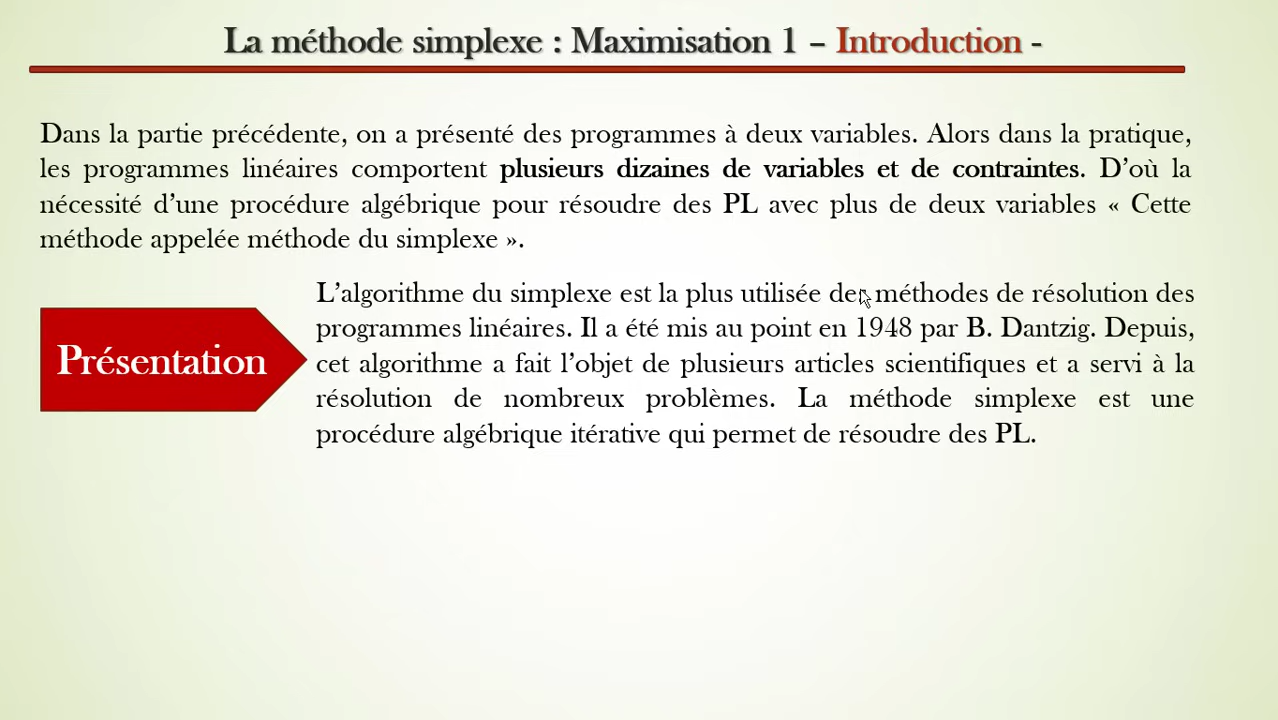 La méthode simplexe : Maximisation 1 – Introduction -
Dans la partie précédente, on a présenté des programmes à deux variables. Alors dans la pratique,
les programmes linéaires comportent plusieurs dizaines de variables et de contraintes. D’où la
nécessité d’une procédure algébrique pour résoudre des PL avec plus de deux variables « Cette
méthode appelée méthode du simplexe ».
Présentation
L’algorithme du simplexe est la plus utilisée des méthodes de résolution des
programmes linéaires. Il a été mis au point en 1948 par B. Dantzig. Depuis,
cet algorithme a fait l’objet de plusieurs articles scientifiques et a servi à la
résolution de nombreux problèmes. La méthode simplexe est une
procédure algébrique itérative qui permet de résoudre des PL.